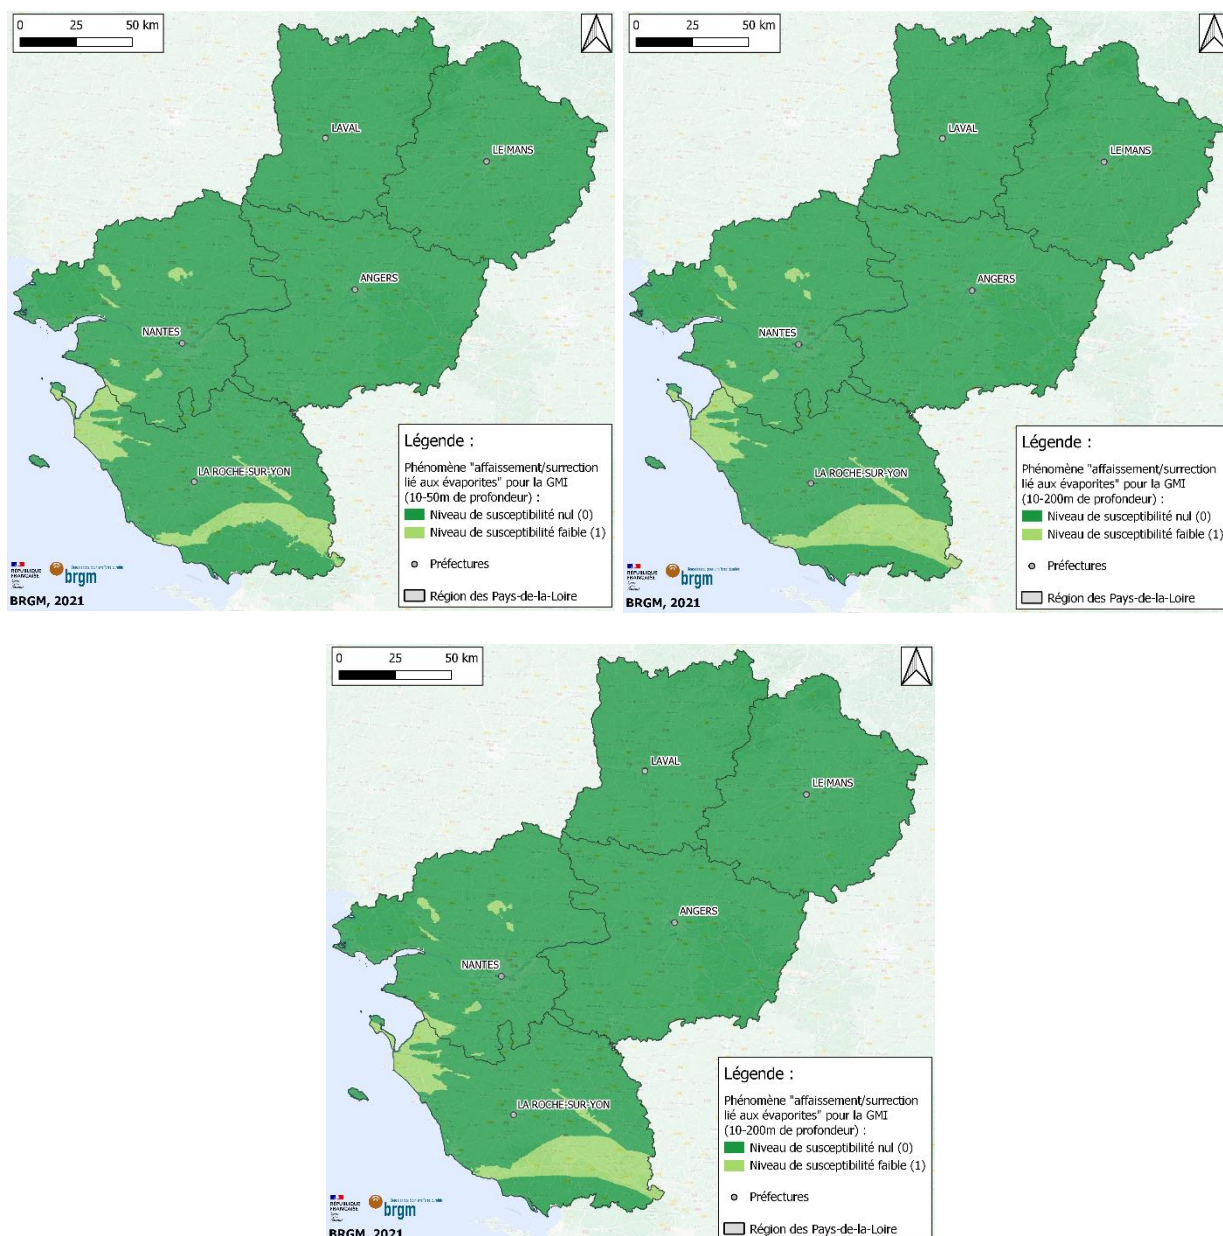 0 25 50 km
LAVAL
LE MANS
ANGERS
NANTES
LA ROCHE-SUR-YON
Légende :
Phénomène "affaissement/surrection
lié aux évaporites" pour la GMI
(10-50m de profondeur) :
Niveau de susceptibilité nul (0)
Niveau de susceptibilité faible (1)
Préfectures
Région des Pays-de-la-Loire
RÉPUBLIQUE
FRANÇAISE
brgm
BRGM, 2021
0 25 50 km
LAVAL
LE MANS
ANGERS
NANTES
LA ROCHE-SUR-YON
Légende :
Phénomène "affaissement/surrection
lié aux évaporites" pour la GMI
(10-200m de profondeur) :
Niveau de susceptibilité nul (0)
Niveau de susceptibilité faible (1)
Préfectures
Région des Pays-de-la-Loire
RÉPUBLIQUE
FRANÇAISE
brgm
BRGM, 2021
0 25 50 km
LAVAL
LE MANS
ANGERS
NANTES
LA ROCHE-SUR-YON
Légende :
Phénomène "affaissement/surrection
lié aux évaporites" pour la GMI
(10-200m de profondeur) :
Niveau de susceptibilité nul (0)
Niveau de susceptibilité faible (1)
Préfectures
Région des Pays-de-la-Loire
RÉPUBLIQUE
FRANÇAISE
brgm
BRGM, 2021